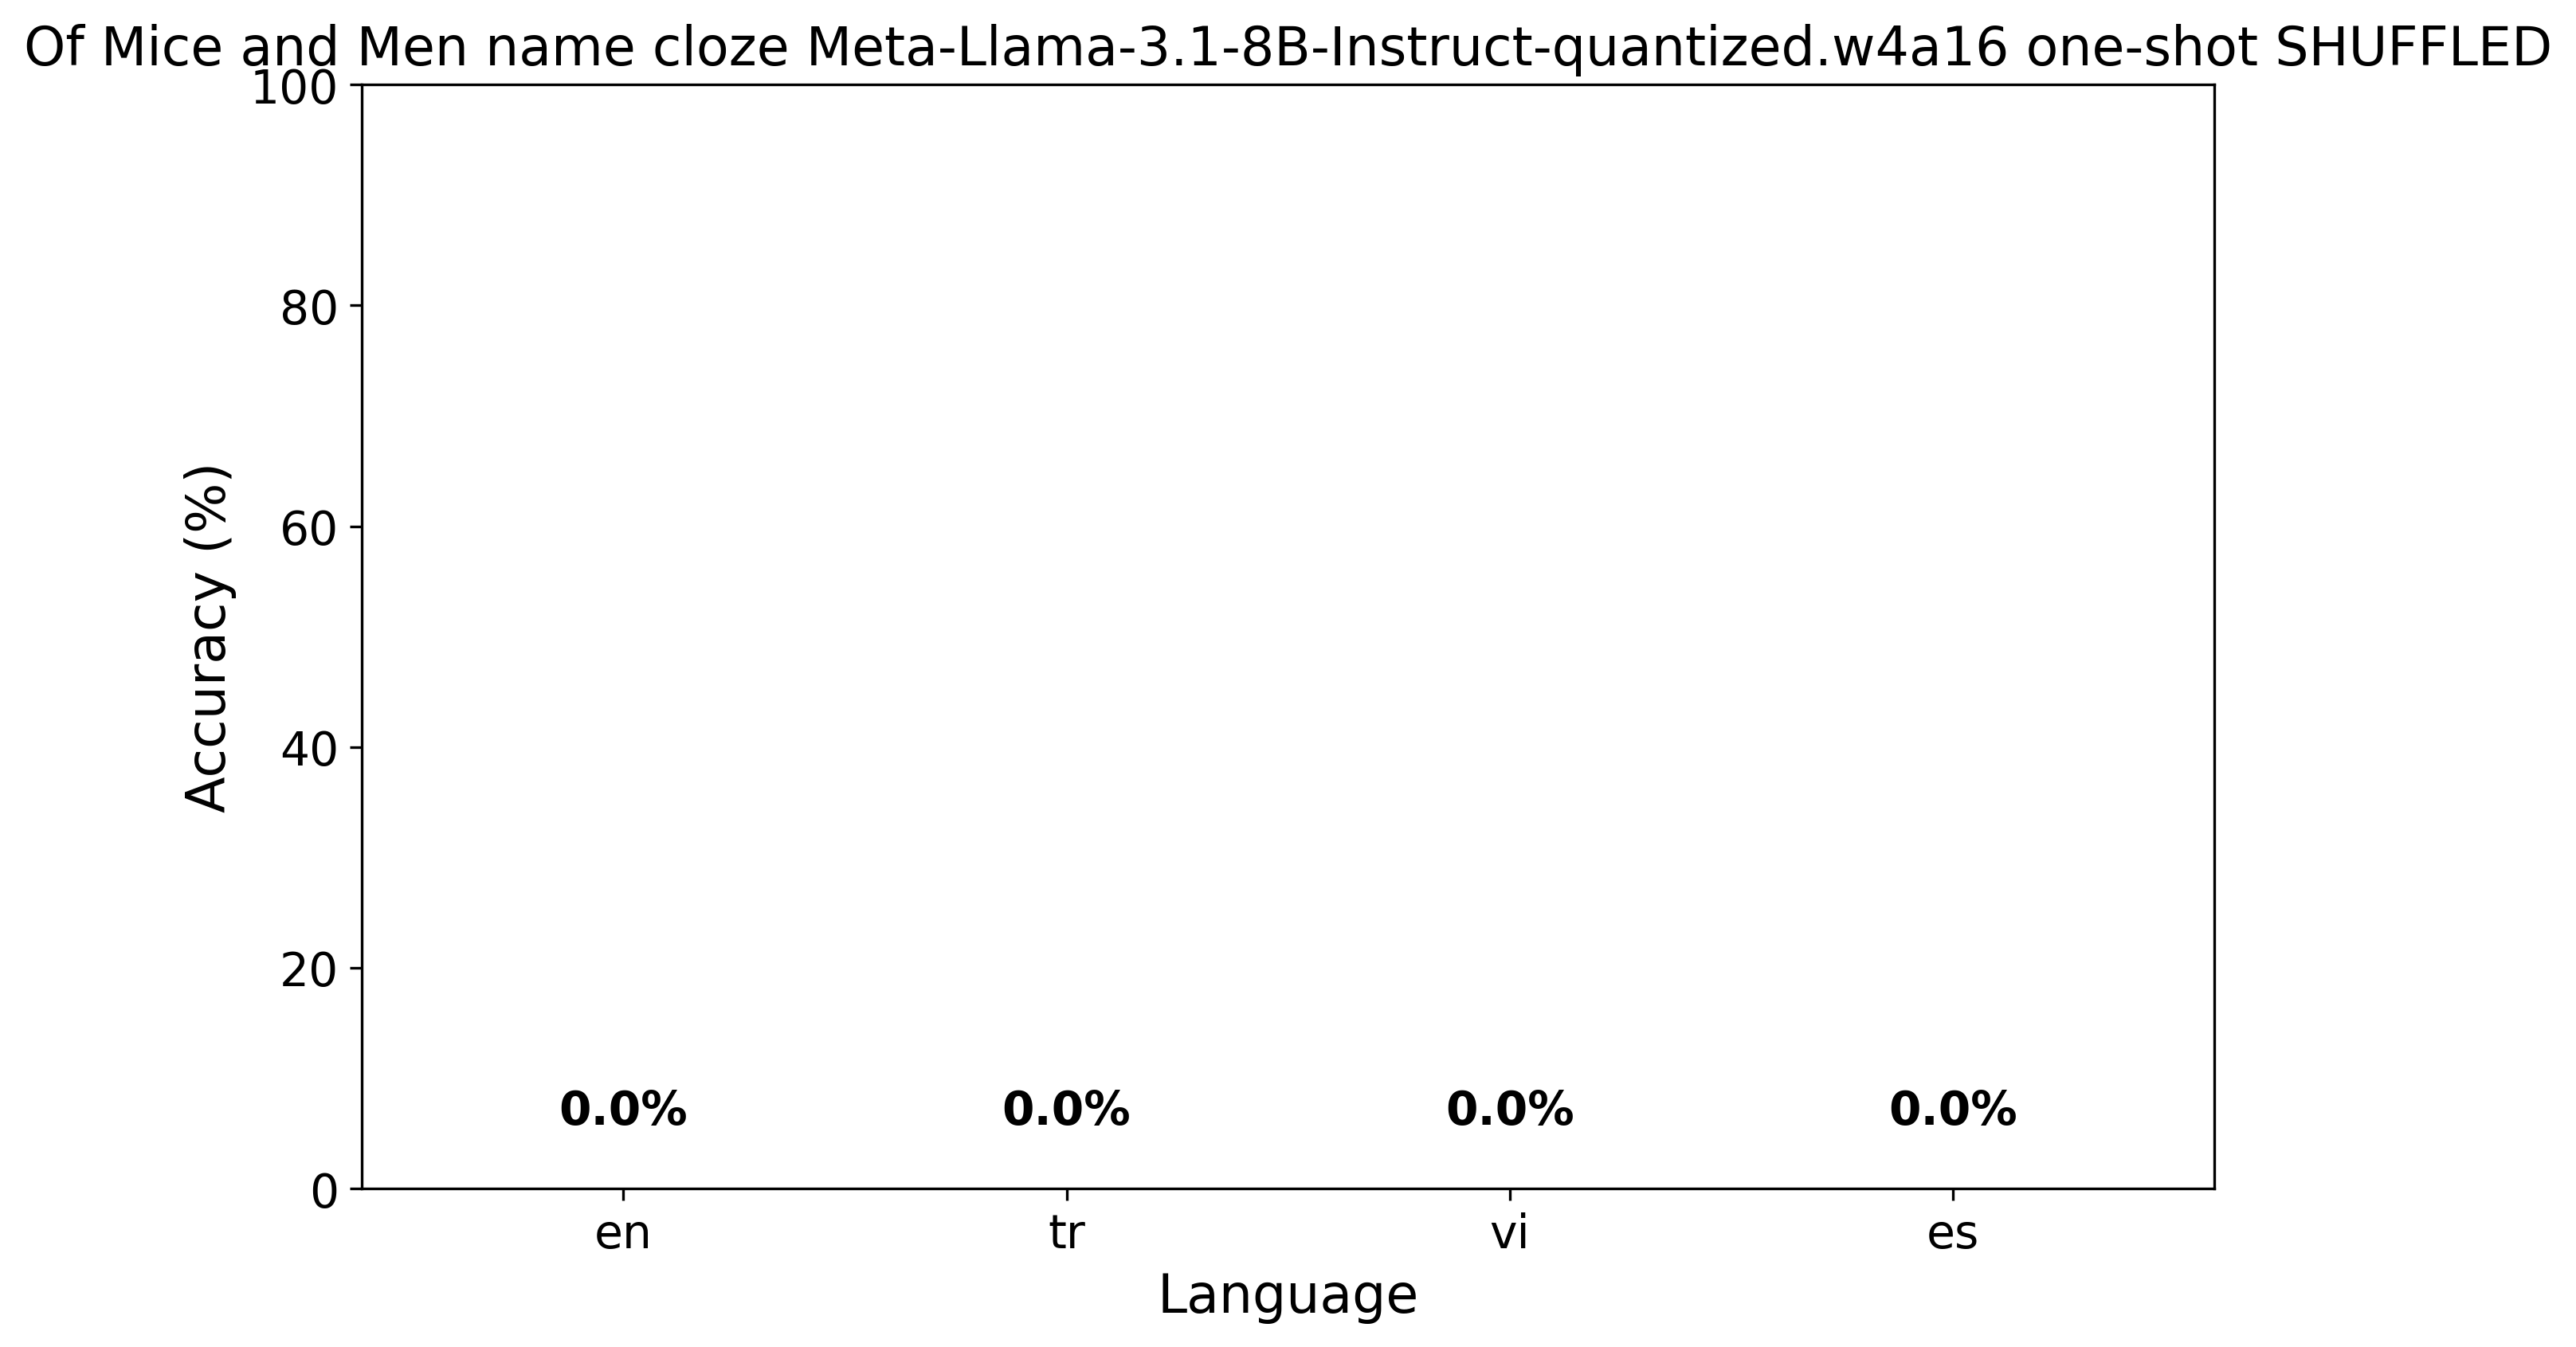 Of Mice and Men name cloze Meta-Llama-3.1-8B-Instruct-quantized.w4a16 one-shot SHUFFLED
100
80
60
40
20
0
Accuracy (%)
0.0% 0.0% 0.0% 0.0%
en tr vi es
Language